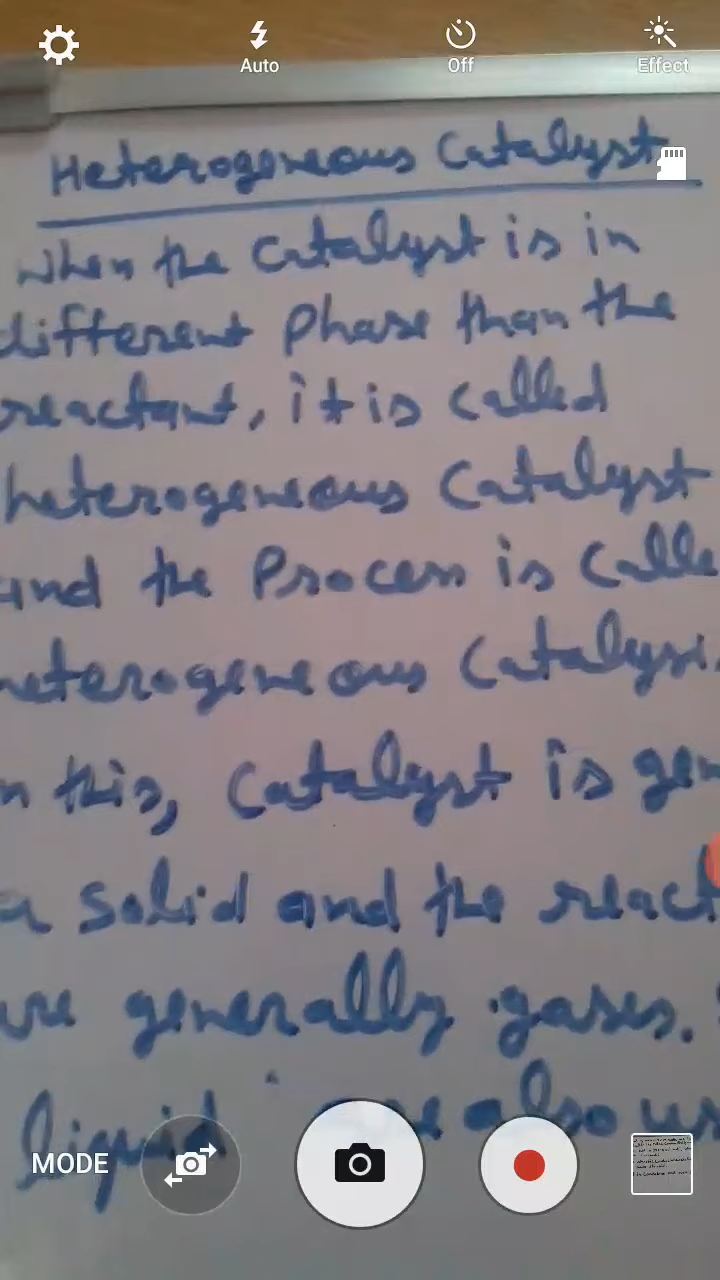 Auto Off Effect
Heterogeneous Catalyst
When the Catalyst is in
different phase than the
reactant, it is called
heterogeneous Catalyst
and the Process is Calle
heterogeneous Catalysi
n this, Catalyst is gen
a Solid and the react
are generally gases.
liquid are also us
MODE